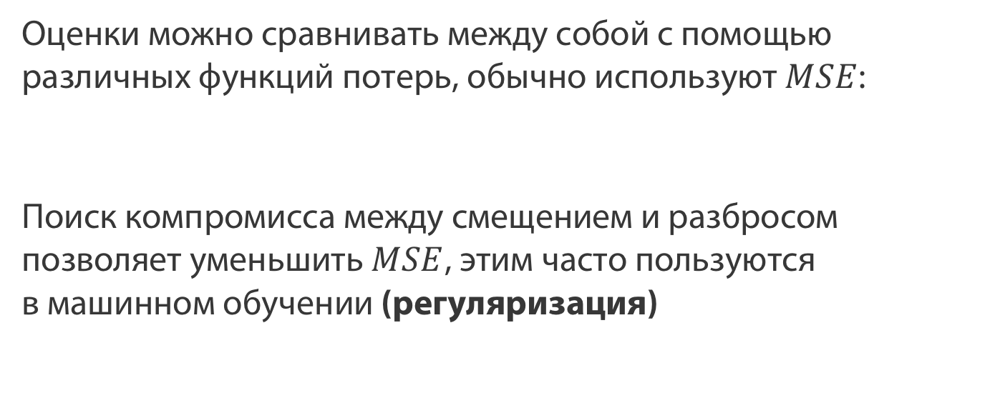 Оценки можно сравнивать между собой с помощью
различных функций потерь, обычно используют MSE:
Поиск компромисса между смещением и разбросом
позволяет уменьшить MSE, этим часто пользуются
в машинном обучении (регуляризация)